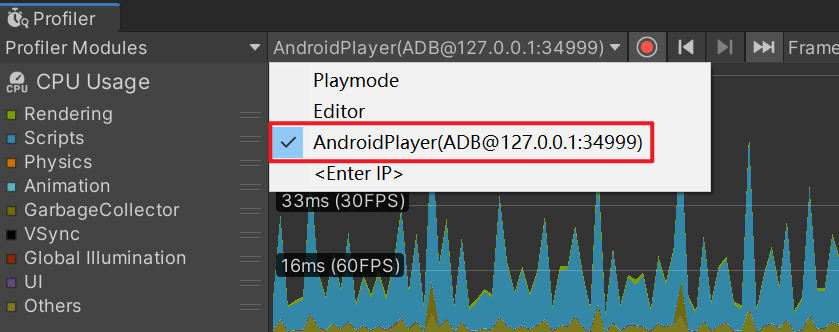 Profiler
Profiler Modules
AndroidPlayer(ADB@127.0.0.1:34999)
Frame
Playmode
Editor
AndroidPlayer(ADB@127.0.0.1:34999)
<Enter IP>
CPU
CPU Usage
Rendering
Scripts
Physics
Animation
GarbageCollector
VSync
Global Illumination
UI
Others
33ms (30FPS)
16ms (60FPS)